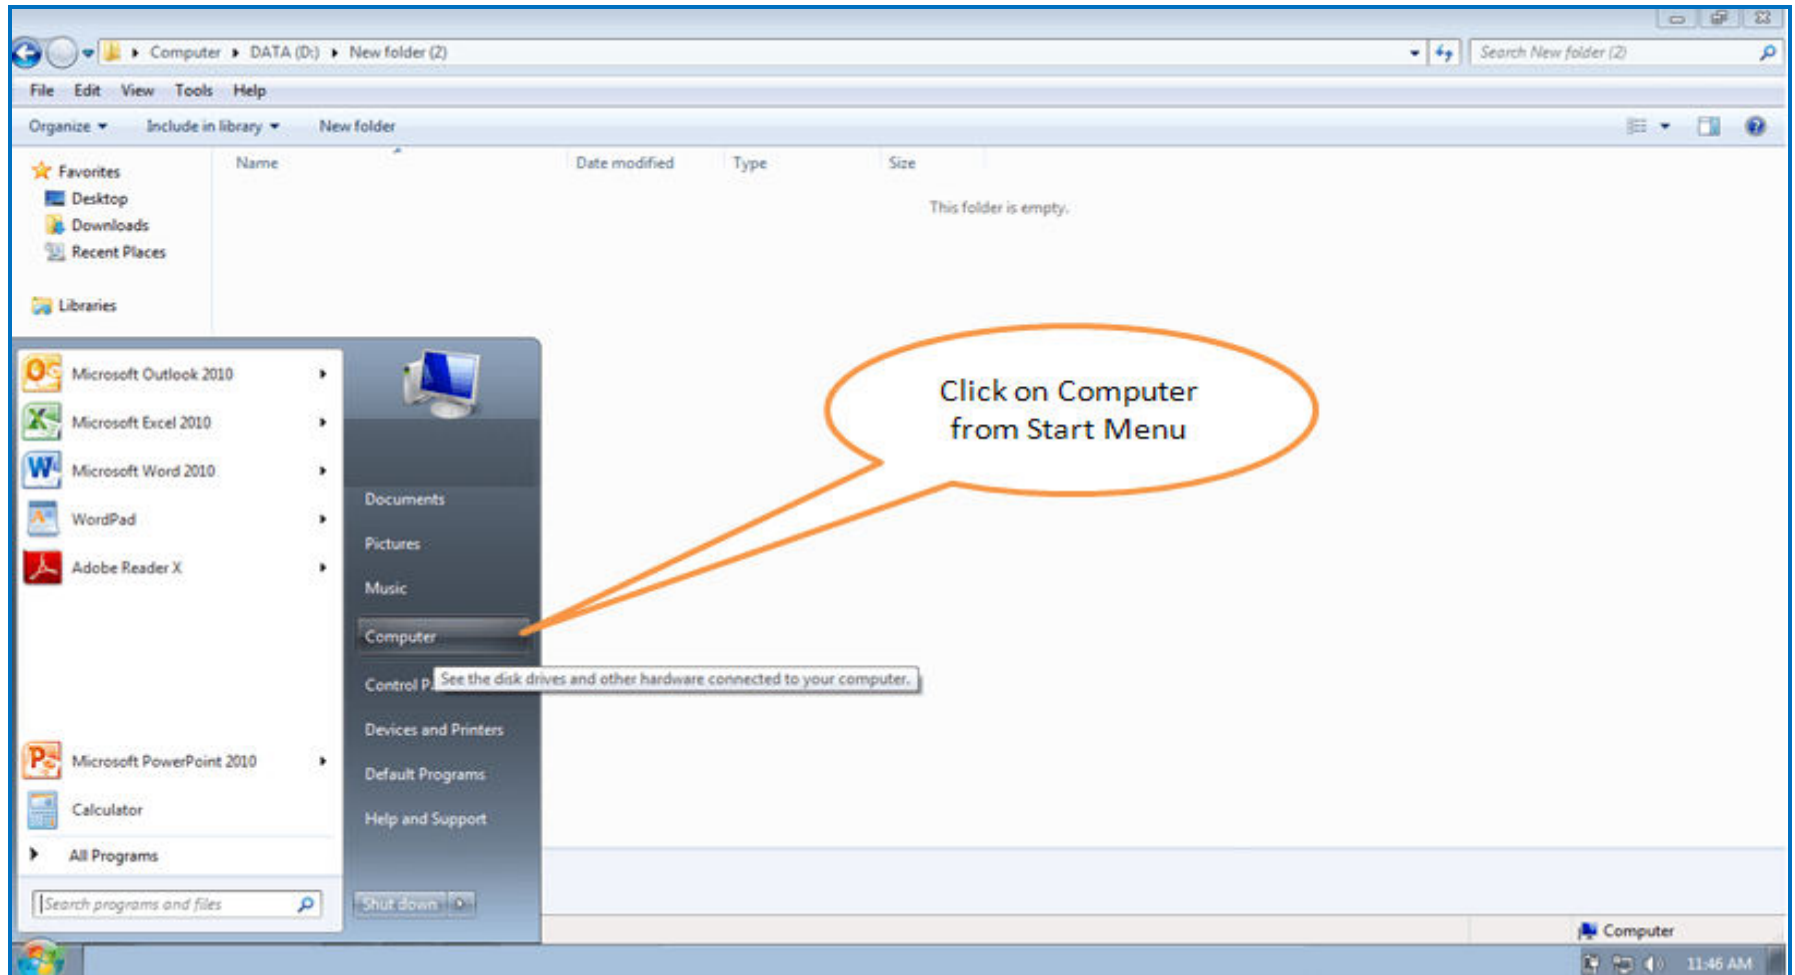 Computer ▸ DATA (D:) ▸ New folder (2)
Search New folder (2)
File Edit View Tools Help
Organize Include in library New folder
Name Date modified Type Size
This folder is empty.
Favorites
Desktop
Downloads
Recent Places
Libraries
Click on Computer
from Start Menu
Microsoft Outlook 2010
Microsoft Excel 2010
Microsoft Word 2010
WordPad
Adobe Reader X
Microsoft PowerPoint 2010
Calculator
All Programs
Search programs and files
Documents
Pictures
Music
Computer
See the disk drives and other hardware connected to your computer.
Control P
Devices and Printers
Default Programs
Help and Support
Shut down
Computer
11:46 AM